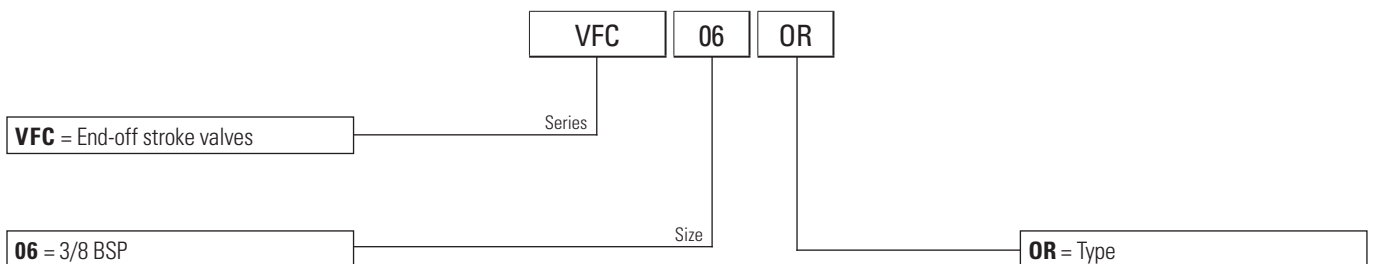 VFC 06 OR
Series
VFC = End-off stroke valves
Size
06 = 3/8 BSP
OR = Type